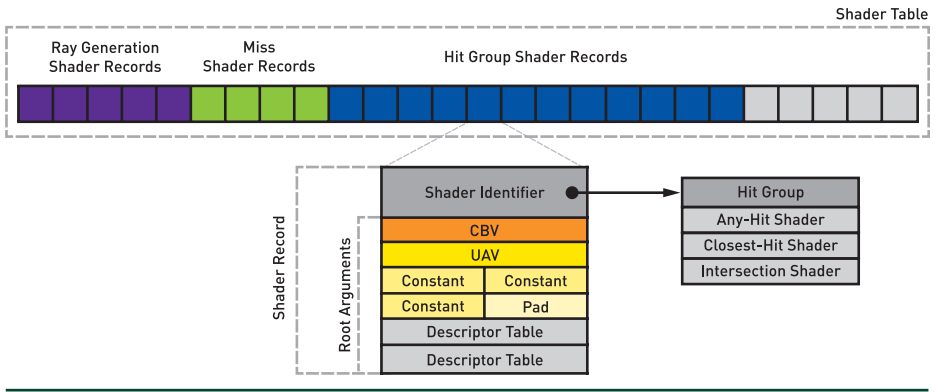 Shader Table
Ray Generation
Shader Records
Miss
Shader Records
Hit Group Shader Records
Shader Record
Root Arguments
Shader Identifier
CBV
UAV
Constant Constant
Constant Pad
Descriptor Table
Descriptor Table
Hit Group
Any-Hit Shader
Closest-Hit Shader
Intersection Shader